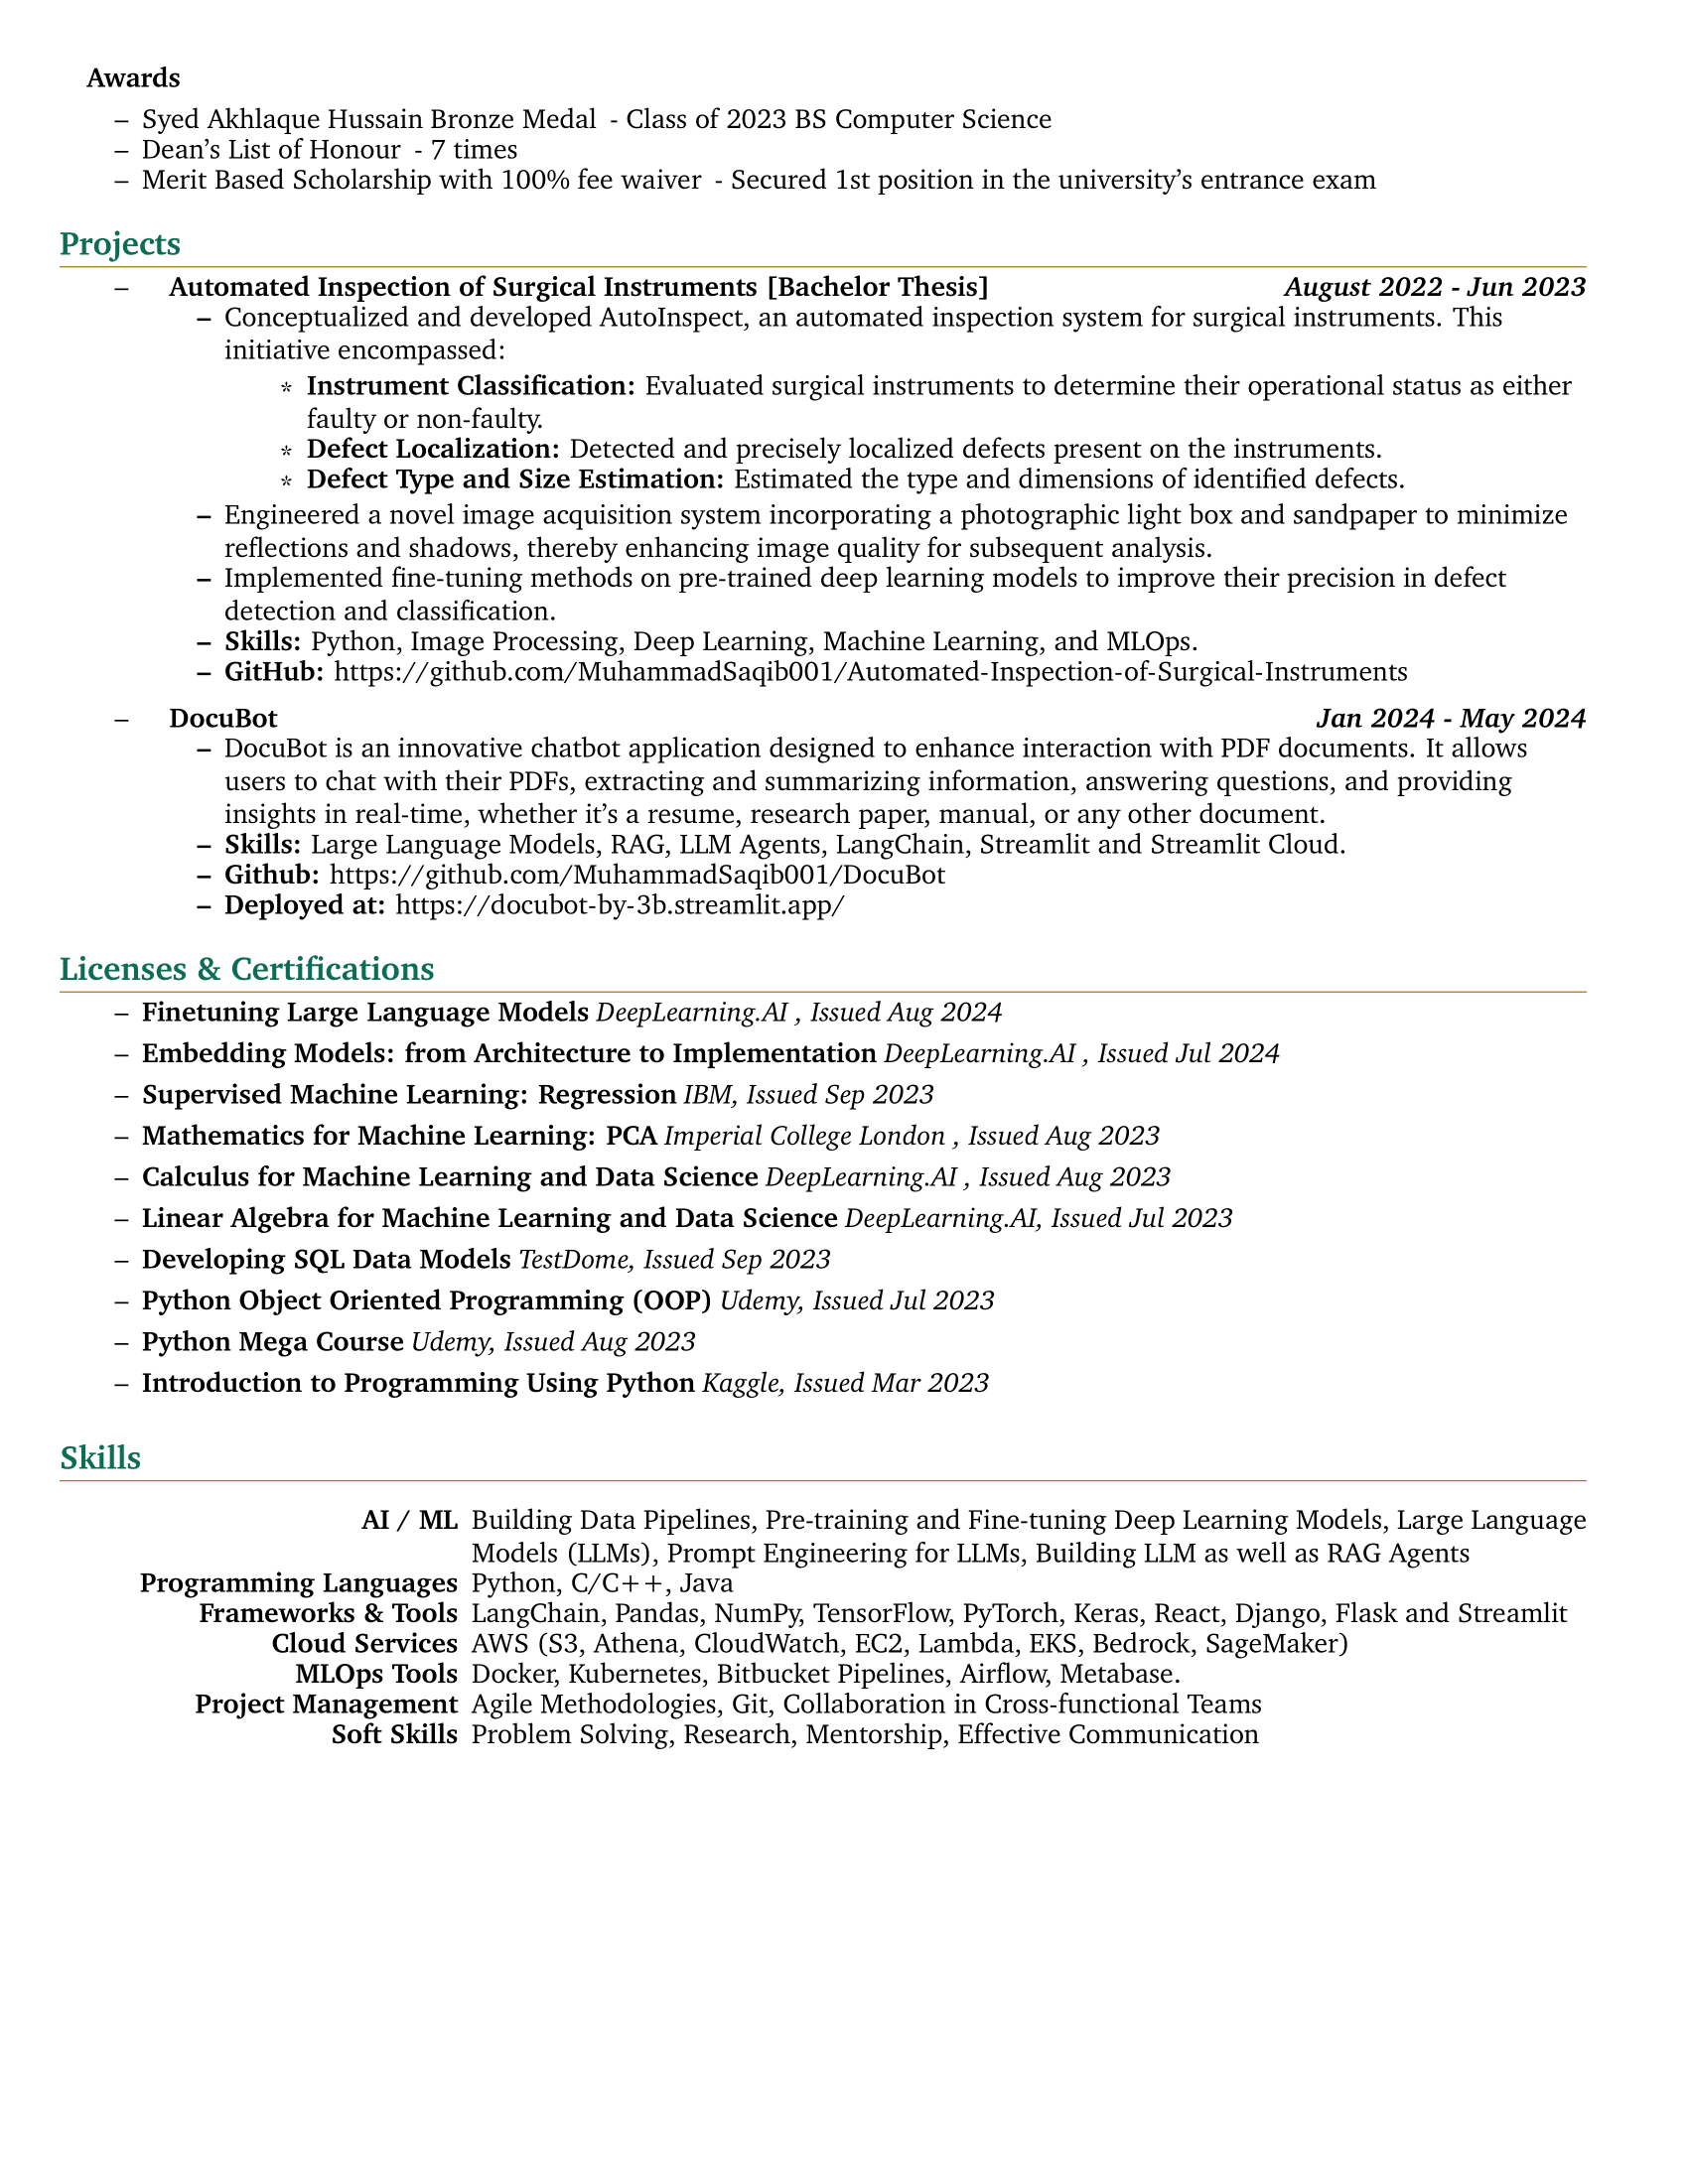 Awards
– Syed Akhlaque Hussain Bronze Medal - Class of 2023 BS Computer Science
– Dean's List of Honour - 7 times
– Merit Based Scholarship with 100% fee waiver - Secured 1st position in the university's entrance exam
Projects
– Automated Inspection of Surgical Instruments [Bachelor Thesis] August 2022 - Jun 2023
– Conceptualized and developed AutoInspect, an automated inspection system for surgical instruments. This
initiative encompassed:
* Instrument Classification: Evaluated surgical instruments to determine their operational status as either
faulty or non-faulty.
* Defect Localization: Detected and precisely localized defects present on the instruments.
* Defect Type and Size Estimation: Estimated the type and dimensions of identified defects.
– Engineered a novel image acquisition system incorporating a photographic light box and sandpaper to minimize
reflections and shadows, thereby enhancing image quality for subsequent analysis.
– Implemented fine-tuning methods on pre-trained deep learning models to improve their precision in defect
detection and classification.
– Skills: Python, Image Processing, Deep Learning, Machine Learning, and MLOps.
– GitHub: https://github.com/MuhammadSaqib001/Automated-Inspection-of-Surgical-Instruments
– DocuBot Jan 2024 - May 2024
– DocuBot is an innovative chatbot application designed to enhance interaction with PDF documents. It allows
users to chat with their PDFs, extracting and summarizing information, answering questions, and providing
insights in real-time, whether it's a resume, research paper, manual, or any other document.
– Skills: Large Language Models, RAG, LLM Agents, LangChain, Streamlit and Streamlit Cloud.
– Github: https://github.com/MuhammadSaqib001/DocuBot
– Deployed at: https://docubot-by-3b.streamlit.app/
Licenses & Certifications
– Finetuning Large Language Models DeepLearning.AI , Issued Aug 2024
– Embedding Models: from Architecture to Implementation DeepLearning.AI , Issued Jul 2024
– Supervised Machine Learning: Regression IBM, Issued Sep 2023
– Mathematics for Machine Learning: PCA Imperial College London , Issued Aug 2023
– Calculus for Machine Learning and Data Science DeepLearning.AI , Issued Aug 2023
– Linear Algebra for Machine Learning and Data Science DeepLearning.AI, Issued Jul 2023
– Developing SQL Data Models TestDome, Issued Sep 2023
– Python Object Oriented Programming (OOP) Udemy, Issued Jul 2023
– Python Mega Course Udemy, Issued Aug 2023
– Introduction to Programming Using Python Kaggle, Issued Mar 2023
Skills
AI / ML Building Data Pipelines, Pre-training and Fine-tuning Deep Learning Models, Large Language
Models (LLMs), Prompt Engineering for LLMs, Building LLM as well as RAG Agents
Programming Languages Python, C/C++, Java
Frameworks & Tools LangChain, Pandas, NumPy, TensorFlow, PyTorch, Keras, React, Django, Flask and Streamlit
Cloud Services AWS (S3, Athena, CloudWatch, EC2, Lambda, EKS, Bedrock, SageMaker)
MLOps Tools Docker, Kubernetes, Bitbucket Pipelines, Airflow, Metabase.
Project Management Agile Methodologies, Git, Collaboration in Cross-functional Teams
Soft Skills Problem Solving, Research, Mentorship, Effective Communication